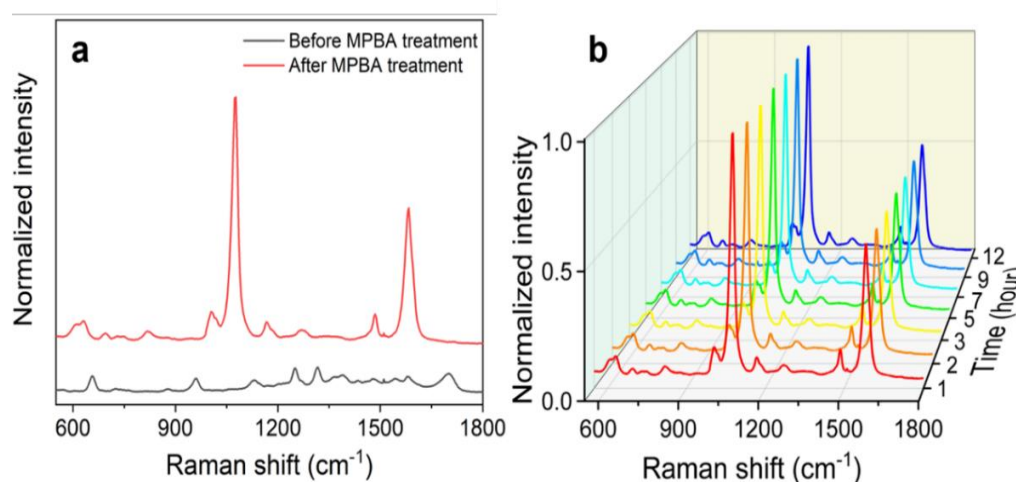 a
Before MPBA treatment
After MPBA treatment
Normalized intensity
600 900 1200 1500 1800
Raman shift (cm⁻¹)
b
1.0
0.5
0.0
Normalized intensity
600 900 1200 1500 1800
Raman shift (cm⁻¹)
12
9
7
5
3
2
1
Time (hour)